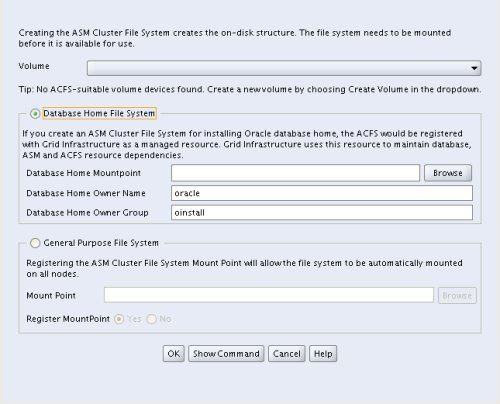 Creating the ASM Cluster File System creates the on-disk structure. The file system needs to be mounted
before it is available for use.
Volume
Tip: No ACFS-suitable volume devices found. Create a new volume by choosing Create Volume in the dropdown.
Database Home File System
If you create an ASM Cluster File System for installing Oracle database home, the ACFS would be registered
with Grid Infrastructure as a managed resource. Grid Infrastructure uses this resource to maintain database,
ASM and ACFS resource dependencies.
Database Home Mountpoint Browse
Database Home Owner Name oracle
Database Home Owner Group oinstall
General Purpose File System
Registering the ASM Cluster File System Mount Point will allow the file system to be automatically mounted
on all nodes.
Mount Point Browse
Register MountPoint Yes No
OK Show Command Cancel Help